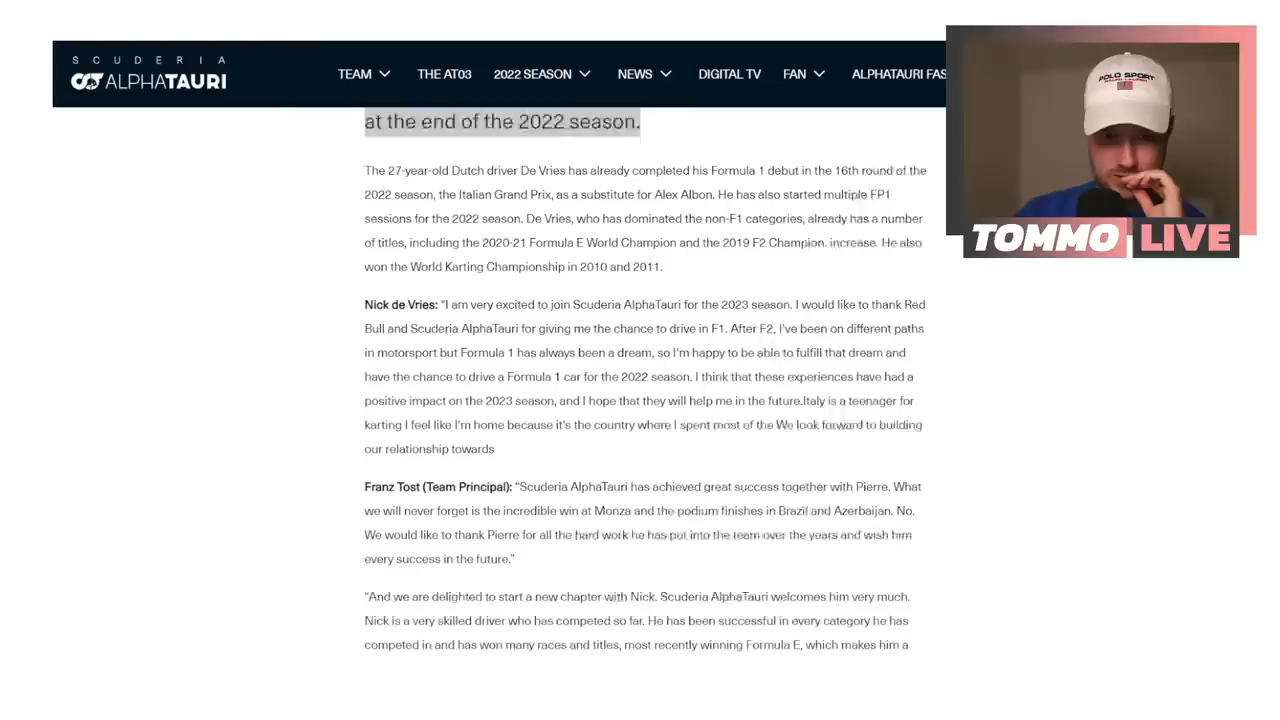 SCUDERIA
ALPHATAURI
TEAM THE AT03 2022 SEASON NEWS DIGITAL TV FAN ALPHATAURI FAS
POLO SPORT
TOMMO LIVE
at the end of the 2022 season.
The 27-year-old Dutch driver De Vries has already completed his Formula 1 debut in the 16th round of the
2022 season, the Italian Grand Prix, as a substitute for Alex Albon. He has also started multiple FP1
sessions for the 2022 season. De Vries, who has dominated the non-F1 categories, already has a number
of titles, including the 2020-21 Formula E World Champion and the 2019 F2 Champion. increase. He also
won the World Karting Championship in 2010 and 2011.
Nick de Vries: “I am very excited to join Scuderia AlphaTauri for the 2023 season. I would like to thank Red
Bull and Scuderia AlphaTauri for giving me the chance to drive in F1. After F2, I've been on different paths
in motorsport but Formula 1 has always been a dream, so I'm happy to be able to fulfill that dream and
have the chance to drive a Formula 1 car for the 2022 season. I think that these experiences have had a
positive impact on the 2023 season, and I hope that they will help me in the future.Italy is a teenager for
karting I feel like I'm home because it's the country where I spent most of the We look forward to building
our relationship towards
Franz Tost (Team Principal): “Scuderia AlphaTauri has achieved great success together with Pierre. What
we will never forget is the incredible win at Monza and the podium finishes in Brazil and Azerbaijan. No.
We would like to thank Pierre for all the hard work he has put into the team over the years and wish him
every success in the future.”
“And we are delighted to start a new chapter with Nick. Scuderia AlphaTauri welcomes him very much.
Nick is a very skilled driver who has competed so far. He has been successful in every category he has
competed in and has won many races and titles, most recently winning Formula E, which makes him a